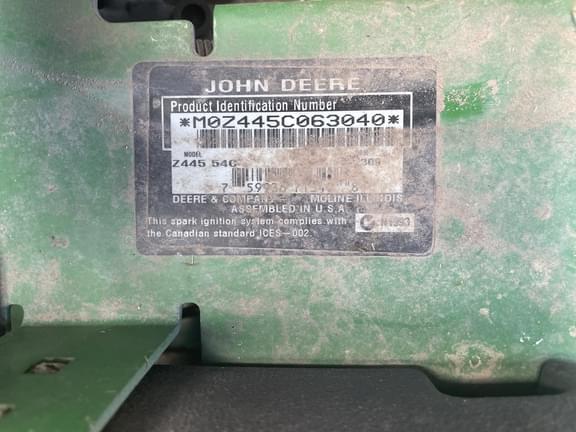 JOHN DEERE
Product Identification Number
*M0Z445C063040*
MODEL
Z445 54C
DEERE & COMPANY MOLINE ILLINOIS
ASSEMBLED IN U.S.A.
This spark ignition system complies with
the Canadian standard ICES-002.